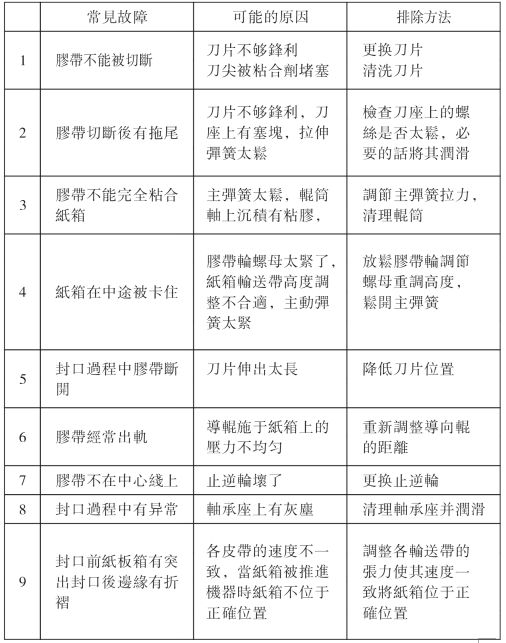 常見故障 可能的原因 排除方法
1 膠帶不能被切斷 刀片不够鋒利 更换刀片
刀尖被粘合劑堵塞 清洗刀片
2 膠帶切斷後有拖尾 刀片不够鋒利，刀 檢查刀座上的螺
座上有塞塊，拉伸 絲是否太鬆，必
彈簧太鬆 要的話將其潤滑
3 膠帶不能完全粘合 主彈簧太鬆，輥筒 調節主彈簧拉力，
紙箱 軸上沉積有粘膠， 清理輥筒
4 紙箱在中途被卡住 膠帶輪螺母太緊了， 放鬆膠帶輪調節
紙箱輸送帶高度調 螺母重調高度，
整不合適，主動彈 鬆開主彈簧
簧太緊
5 封口過程中膠帶斷 刀片伸出太長 降低刀片位置
開
6 膠帶經常出軌 導輥施于紙箱上的 重新調整導向輥
壓力不均匀 的距離
7 膠帶不在中心綫上 止逆輪壞了 更换止逆輪
8 封口過程中有异常 軸承座上有灰塵 清理軸承座并潤滑
9 封口前紙板箱有突 各皮帶的速度不一 調整各輸送帶的
出封口後邊緣有折 致，當紙箱被推進 張力使其速度一
褶 機器時紙箱不位于 致將紙箱位于正
正確位置 確位置